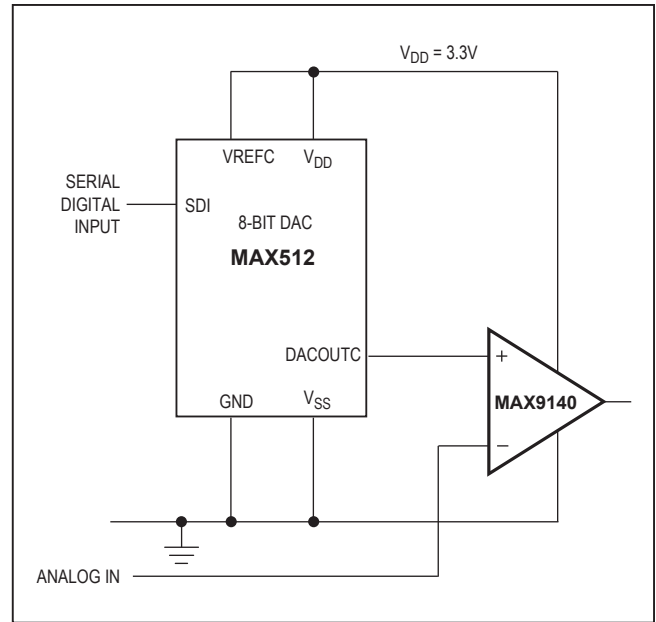 V_DD = 3.3V
VREFC V_DD
SERIAL
DIGITAL
INPUT
SDI
8-BIT DAC
MAX512
DACOUTC
GND V_SS
+
MAX9140
−
ANALOG IN